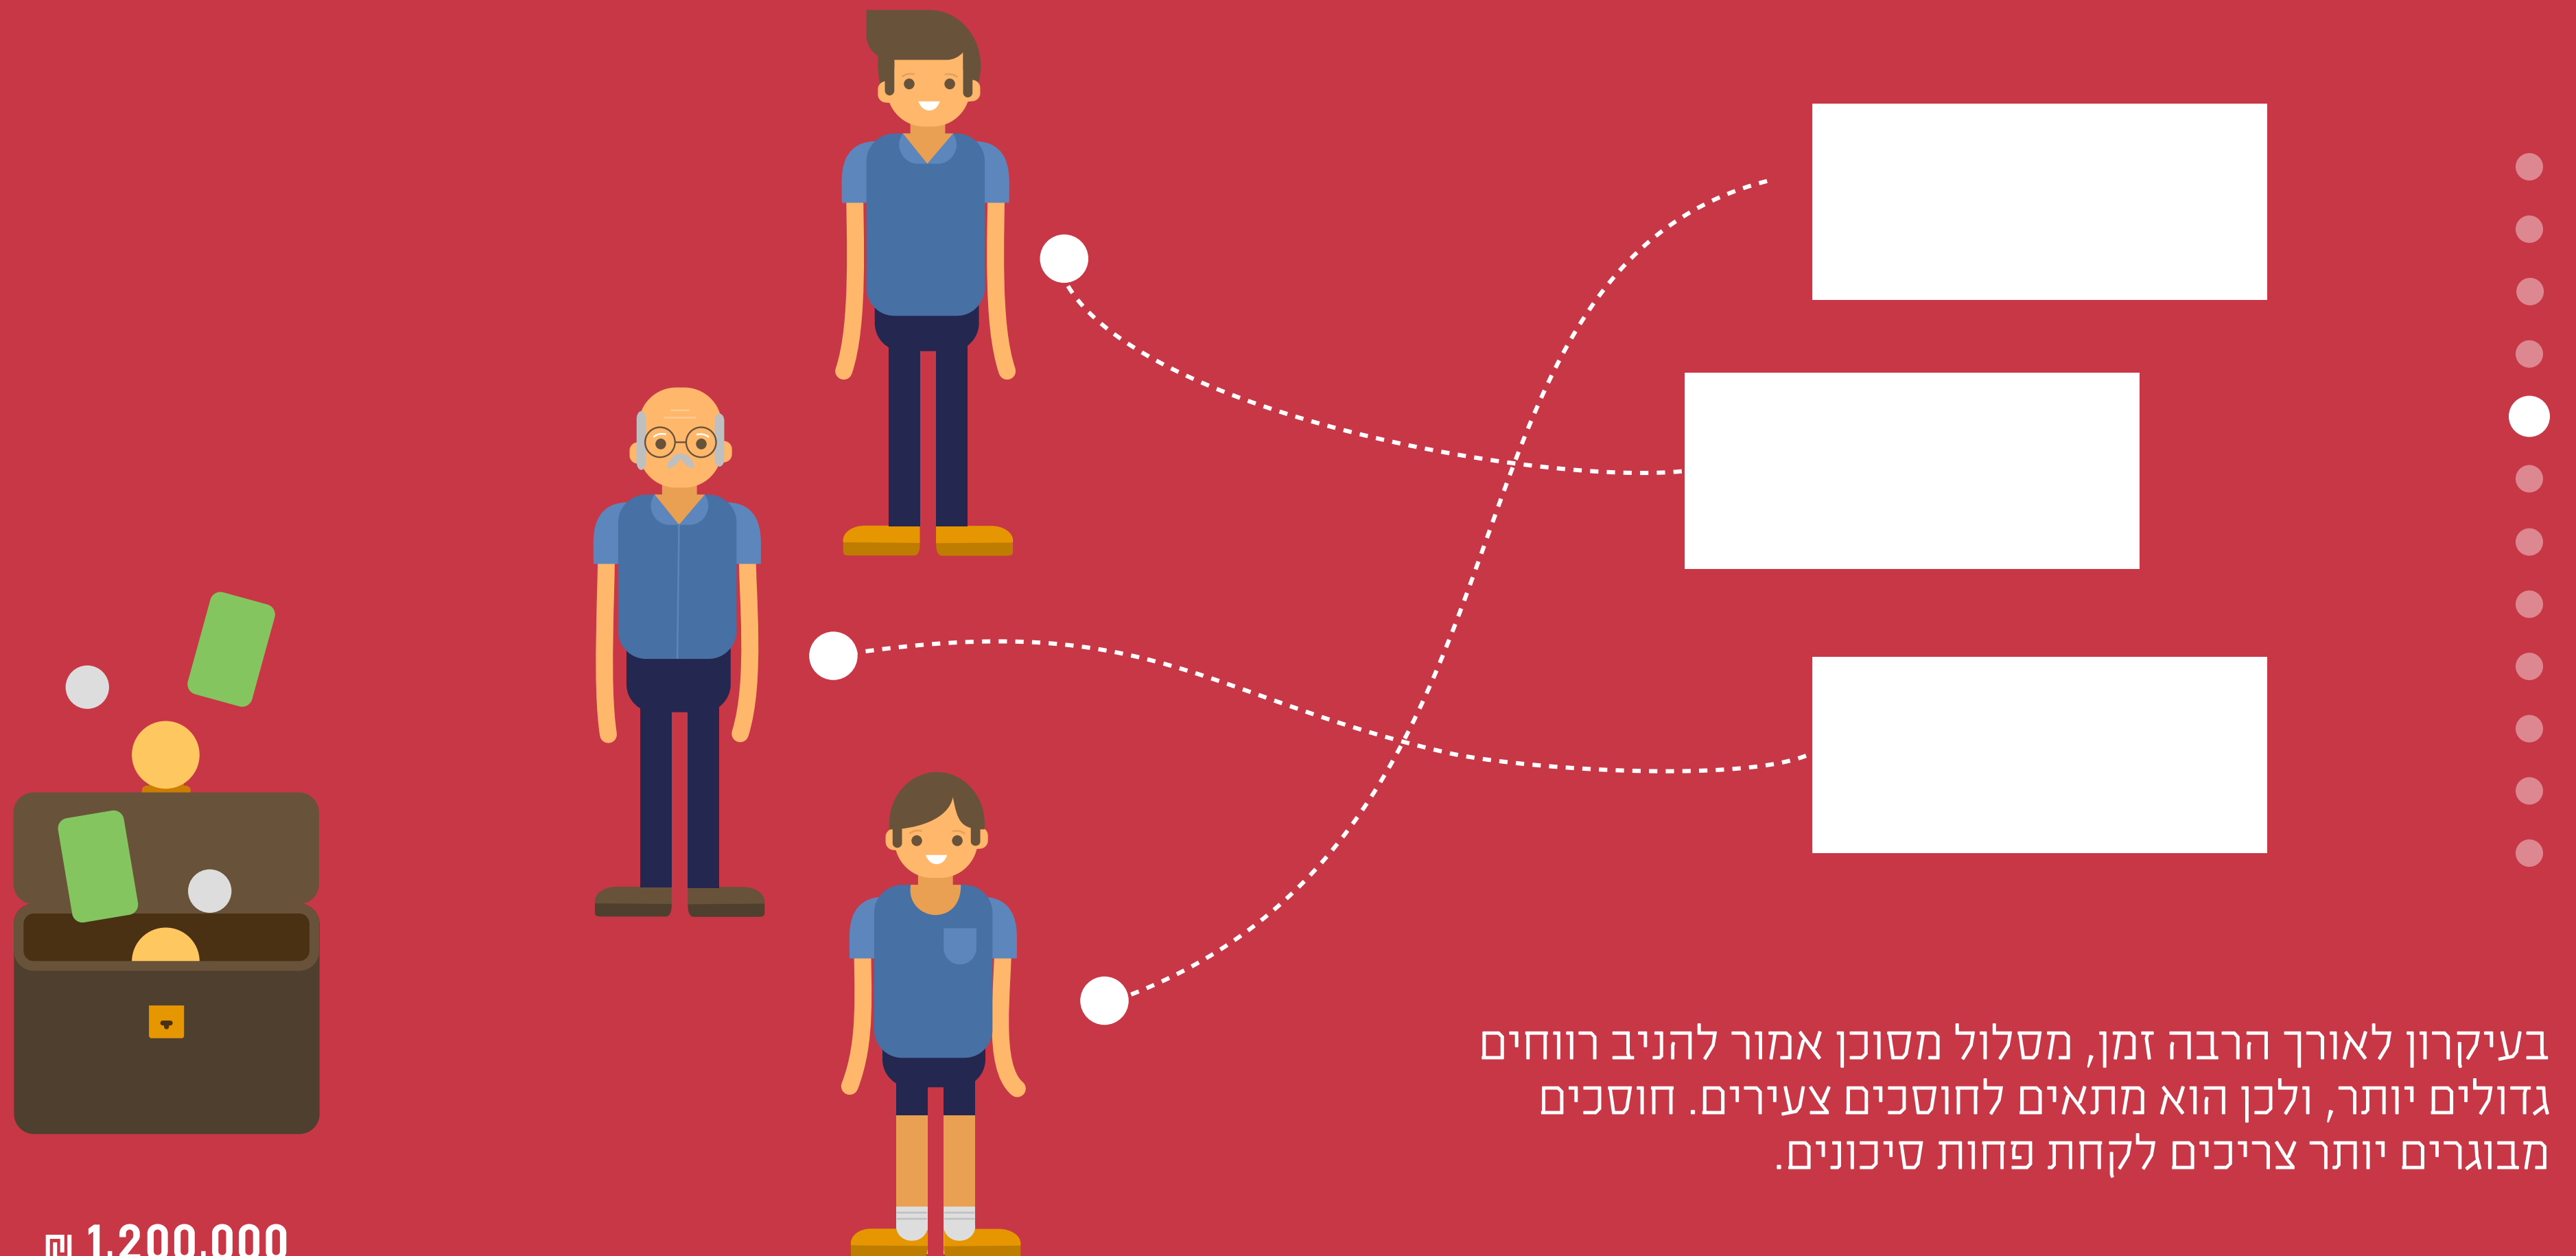 בעיקרון לאורך הרבה זמן, מסלול מסוכן אמור להניב רווחים
גדולים יותר, ולכן הוא מתאים לחוסכים צעירים. חוסכים
מבוגרים יותר צריכים לקחת פחות סיכונים.
1,200,000 ₪